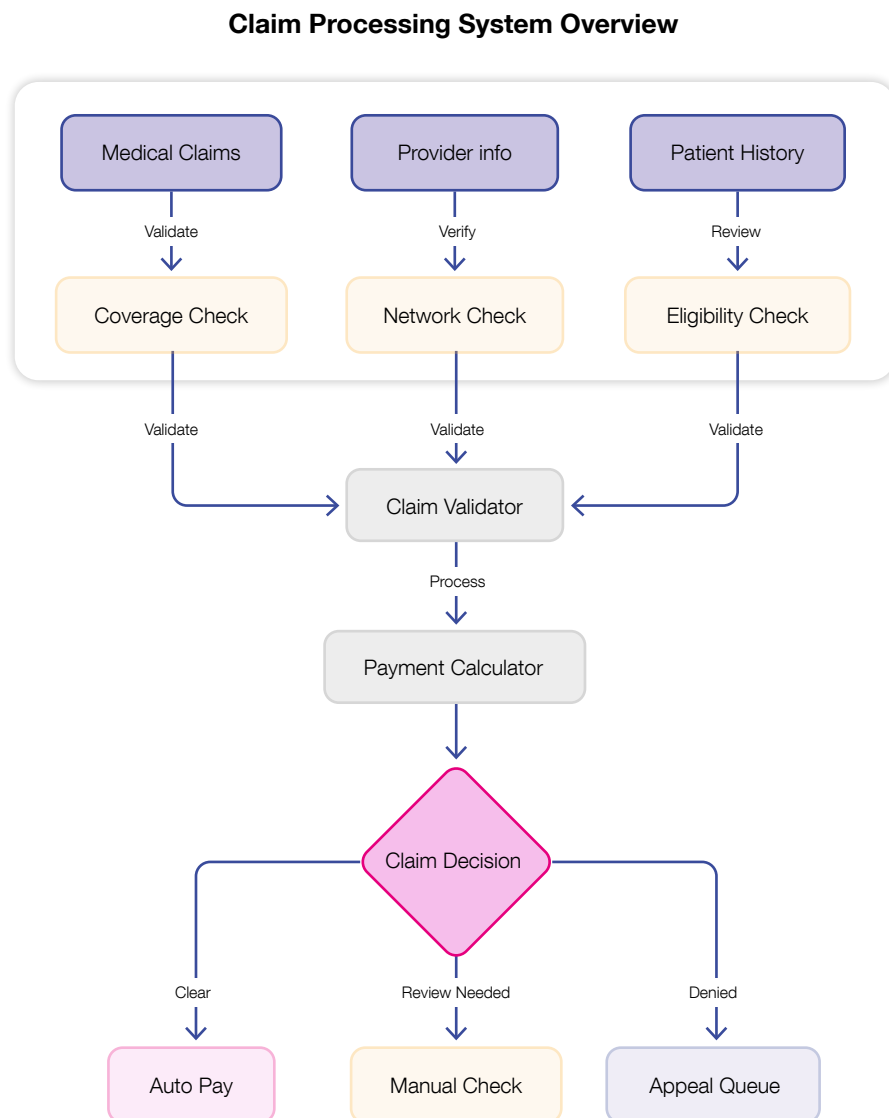 Claim Processing System Overview
Medical Claims
Provider info
Patient History
Validate
Verify
Review
Coverage Check
Network Check
Eligibility Check
Validate
Validate
Validate
Claim Validator
Process
Payment Calculator
Claim Decision
Clear
Review Needed
Denied
Auto Pay
Manual Check
Appeal Queue